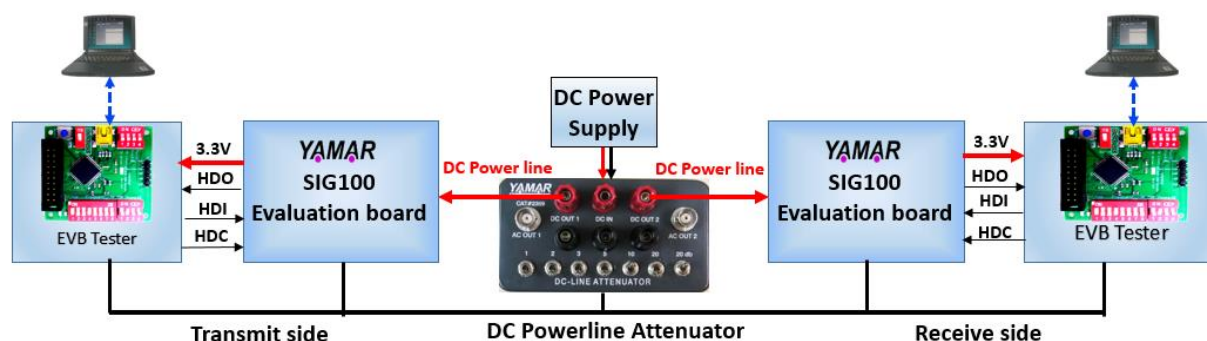 DC Power
Supply
3.3V
HDO
HDI
HDC
EVB Tester
YAMAR
SIG100
Evaluation board
DC Power line
DC Power line
YAMAR
DC OUT 1
DC IN
DC OUT 2
AC OUT 1
AC OUT 2
1 2 3 5 10 20 20 db
DC-LINE ATTENUATOR
YAMAR
SIG100
Evaluation board
3.3V
HDO
HDI
HDC
EVB Tester
Transmit side
DC Powerline Attenuator
Receive side